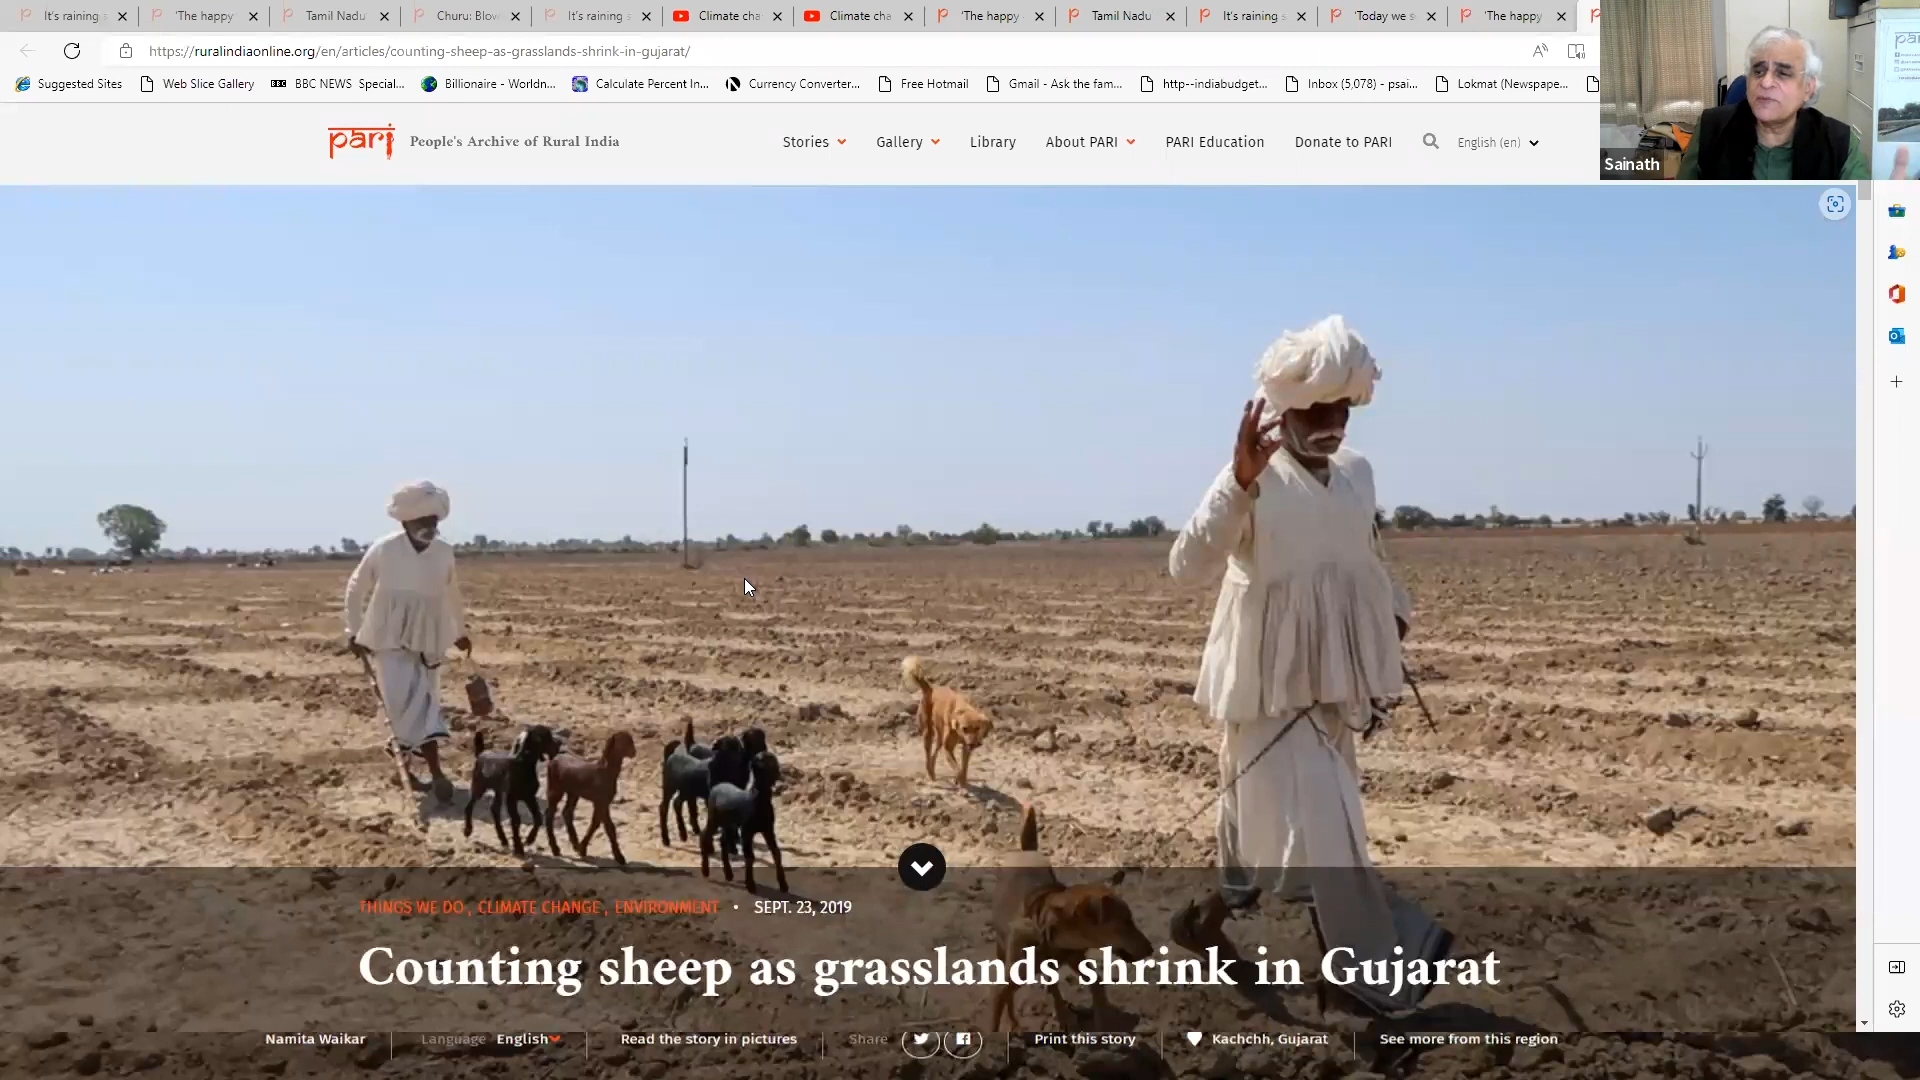 It's raining s
'The happy
Tamil Nadu
Churu: Blow
It's raining s
Climate cha
Climate cha
'The happy
Tamil Nadu
It's raining s
'Today we s
'The happy
https://ruralindiaonline.org/en/articles/counting-sheep-as-grasslands-shrink-in-gujarat/
Suggested Sites
Web Slice Gallery
BBC NEWS Special...
Billionaire - Worldn...
Calculate Percent In...
Currency Converter...
Free Hotmail
Gmail - Ask the fam...
http--indiabudget...
Inbox (5,078) - psai...
Lokmat (Newspape...
pari
People's Archive of Rural India
Stories
Gallery
Library
About PARI
PARI Education
Donate to PARI
English (en)
Sainath
THINGS WE DO , CLIMATE CHANGE , ENVIRONMENT • SEPT. 23, 2019
Counting sheep as grasslands shrink in Gujarat
Namita Waikar
Language English
Read the story in pictures
Share
Print this story
Kachchh, Gujarat
See more from this region